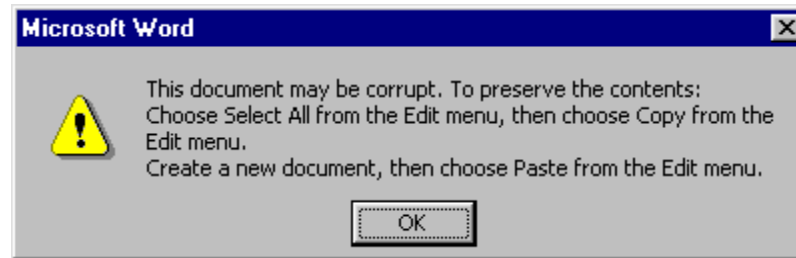 Microsoft Word
This document may be corrupt. To preserve the contents:
Choose Select All from the Edit menu, then choose Copy from the
Edit menu.
Create a new document, then choose Paste from the Edit menu.
OK